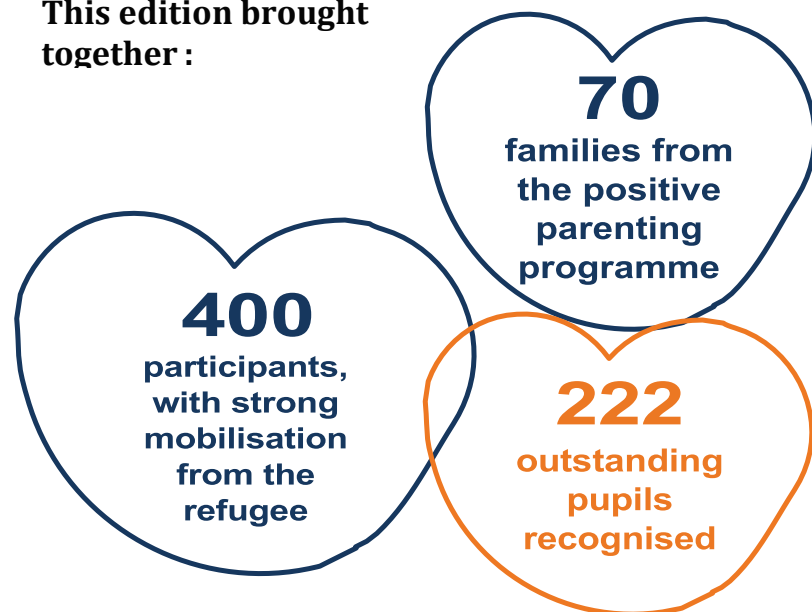 This edition brought
together :
70
families from
the positive
parenting
programme
400
participants,
with strong
mobilisation
from the
refugee
222
outstanding
pupils
recognised